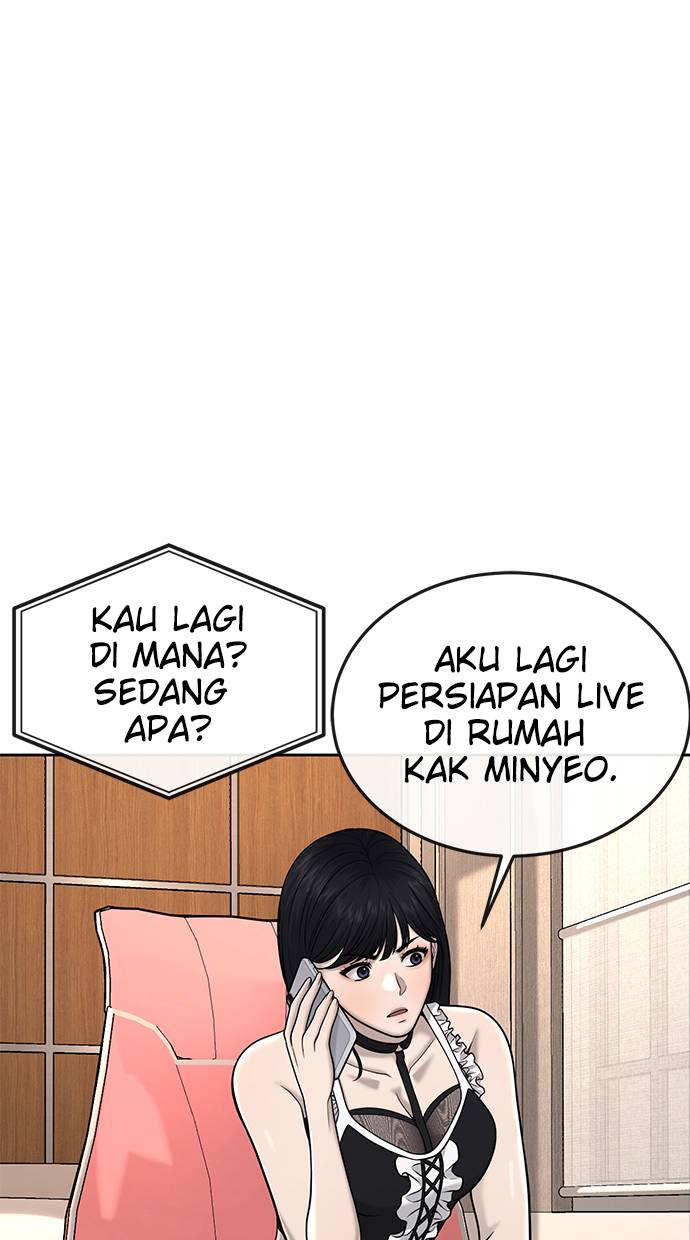 KAU LAGI
DI MANA?
SEDANG
APA?
AKU LAGI
PERSIAPAN LIVE
DI RUMAH
KAK MINYEO.